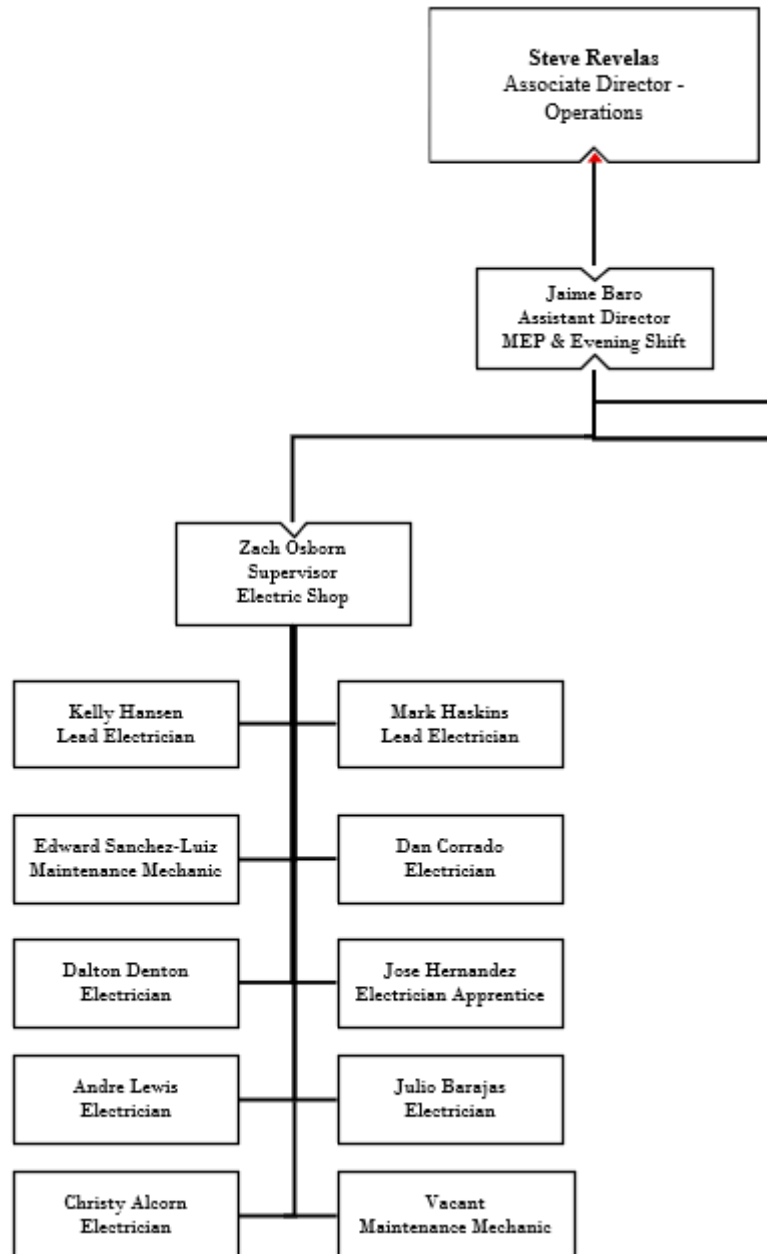 Steve Revelas
Associate Director -
Operations
Jaime Baro
Assistant Director
MEP & Evening Shift
Zach Osborn
Supervisor
Electric Shop
Kelly Hansen
Lead Electrician
Mark Haskins
Lead Electrician
Edward Sanchez-Luiz
Maintenance Mechanic
Dan Corrado
Electrician
Dalton Denton
Electrician
Jose Hernandez
Electrician Apprentice
Andre Lewis
Electrician
Julio Barajas
Electrician
Christy Alcorn
Electrician
Vacant
Maintenance Mechanic